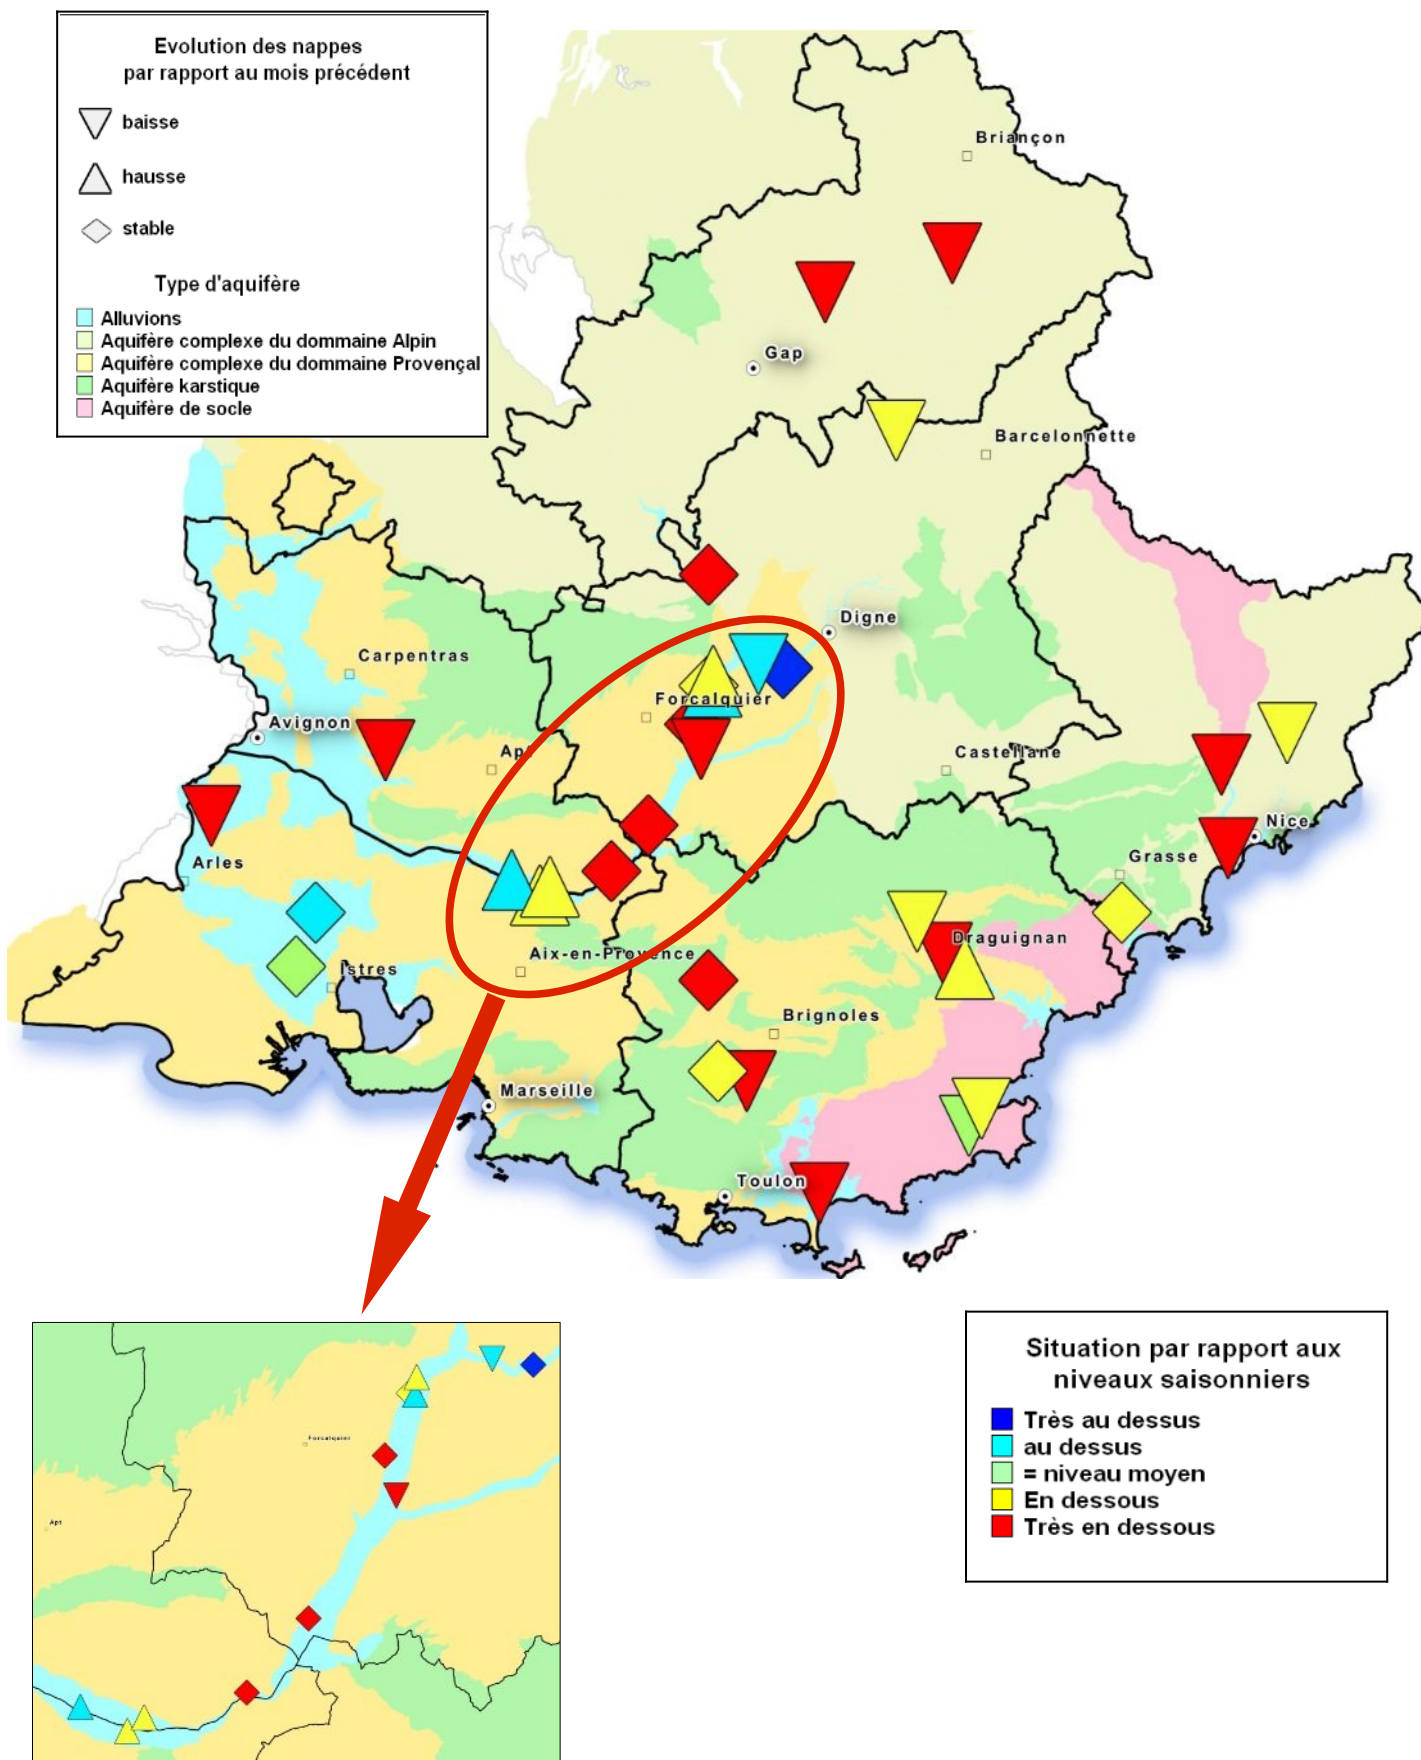 Evolution des nappes
par rapport au mois précédent
baisse
hausse
stable
Type d'aquifère
Alluvions
Aquifère complexe du dommaine Alpin
Aquifère complexe du dommaine Provençal
Aquifère karstique
Aquifère de socle
Briançon
Gap
Barcelonnette
Digne
Carpentras
Forcalquier
Avignon
Apt
Castellane
Nice
Arles
Grasse
Draguignan
Aix-en-Provence
Istres
Brignoles
Marseille
Toulon
Forcalquier
Apt
Situation par rapport aux
niveaux saisonniers
Très au dessus
au dessus
= niveau moyen
En dessous
Très en dessous